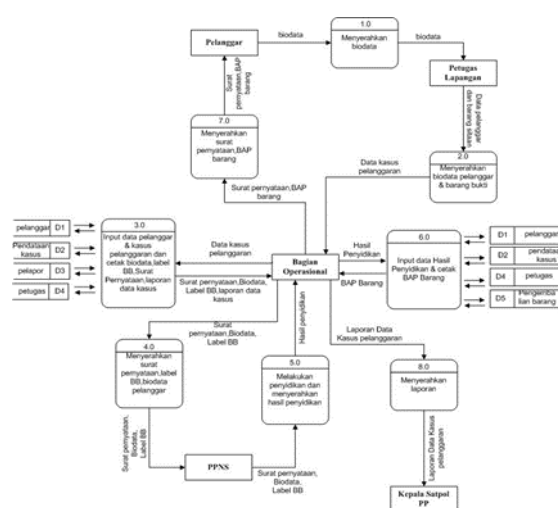 1.0
Pelanggar
biodata
Menyerahkan
biodata
biodata
Petugas
Lapangan
Surat
pernyataan,BAP
barang
Data pelanggar
dan barang sitaan
7.0
Menyerahkan
surat
pernyataan,BAP
barang
Data kasus
pelanggaran
2.0
Menyerahkan
biodata pelanggar
& barang bukti
Surat pernyataan,BAP
barang
pelanggar D1
Pendataan
kasus D2
pelapor D3
petugas D4
3.0
Input data pelanggar
& kasus
pelanggaran dan
cetak biodata,label
BB,Surat
Pernyataan,laporan
data kasus
Data kasus
pelanggaran
Surat pernyataan,Biodata,
Label BB,laporan data
kasus
Bagian
Operasional
Hasil
Penyidikan
BAP Barang
6.0
Input data Hasil
Penyidikan & cetak
BAP Barang
D1 pelanggar
D2 pendataan
kasus
D4 petugas
D5 Pengemba
lian barang
Surat
pernyataan,Biodata,
Label BB
Hasil penyidikan
Laporan Data
Kasus pelanggaran
4.0
Menyerahkan
surat
pernyataan,label
BB,biodata
pelanggar
5.0
Melakukan
penyidikan dan
menyerahkan
hasil penyidikan
8.0
Menyerahkan
laporan
Surat pernyataan,
Biodata,
Label BB
PPNS
Surat pernyataan,
Biodata,
Label BB
Laporan Data Kasus
pelanggaran
Kepala Satpol
PP